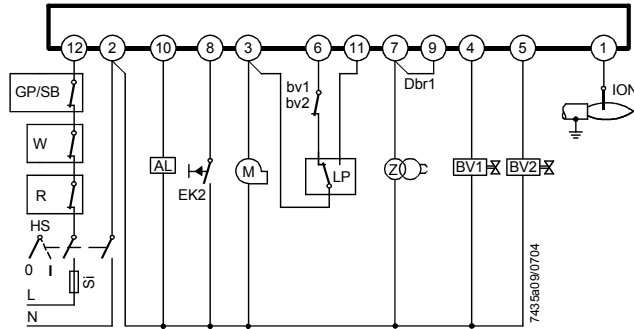 12 2 10 8 3 6 11 7 9 4 5 1
GP/SB
bv1
bv2
Dbr1
ION
W
AL
EK2
M
LP
Z
BV1
BV2
R
HS
0 I
Si
L
N
7435a09/0704